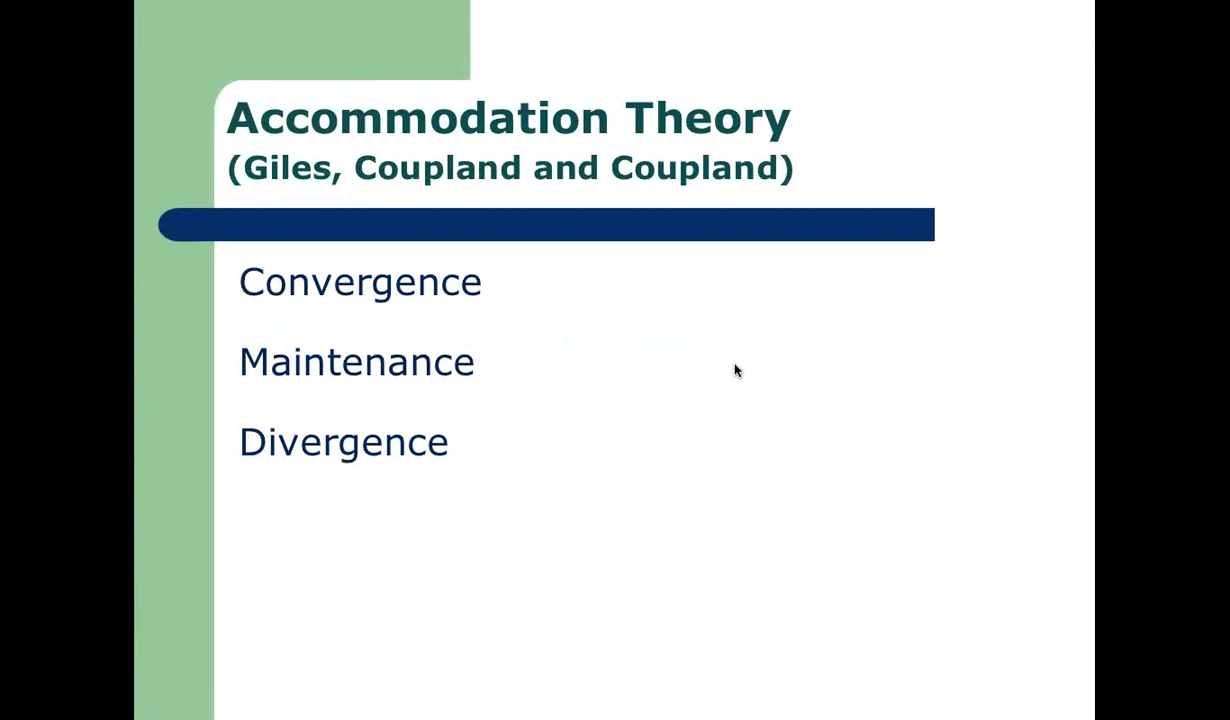 Accommodation Theory
(Giles, Coupland and Coupland)
Convergence
Maintenance
Divergence